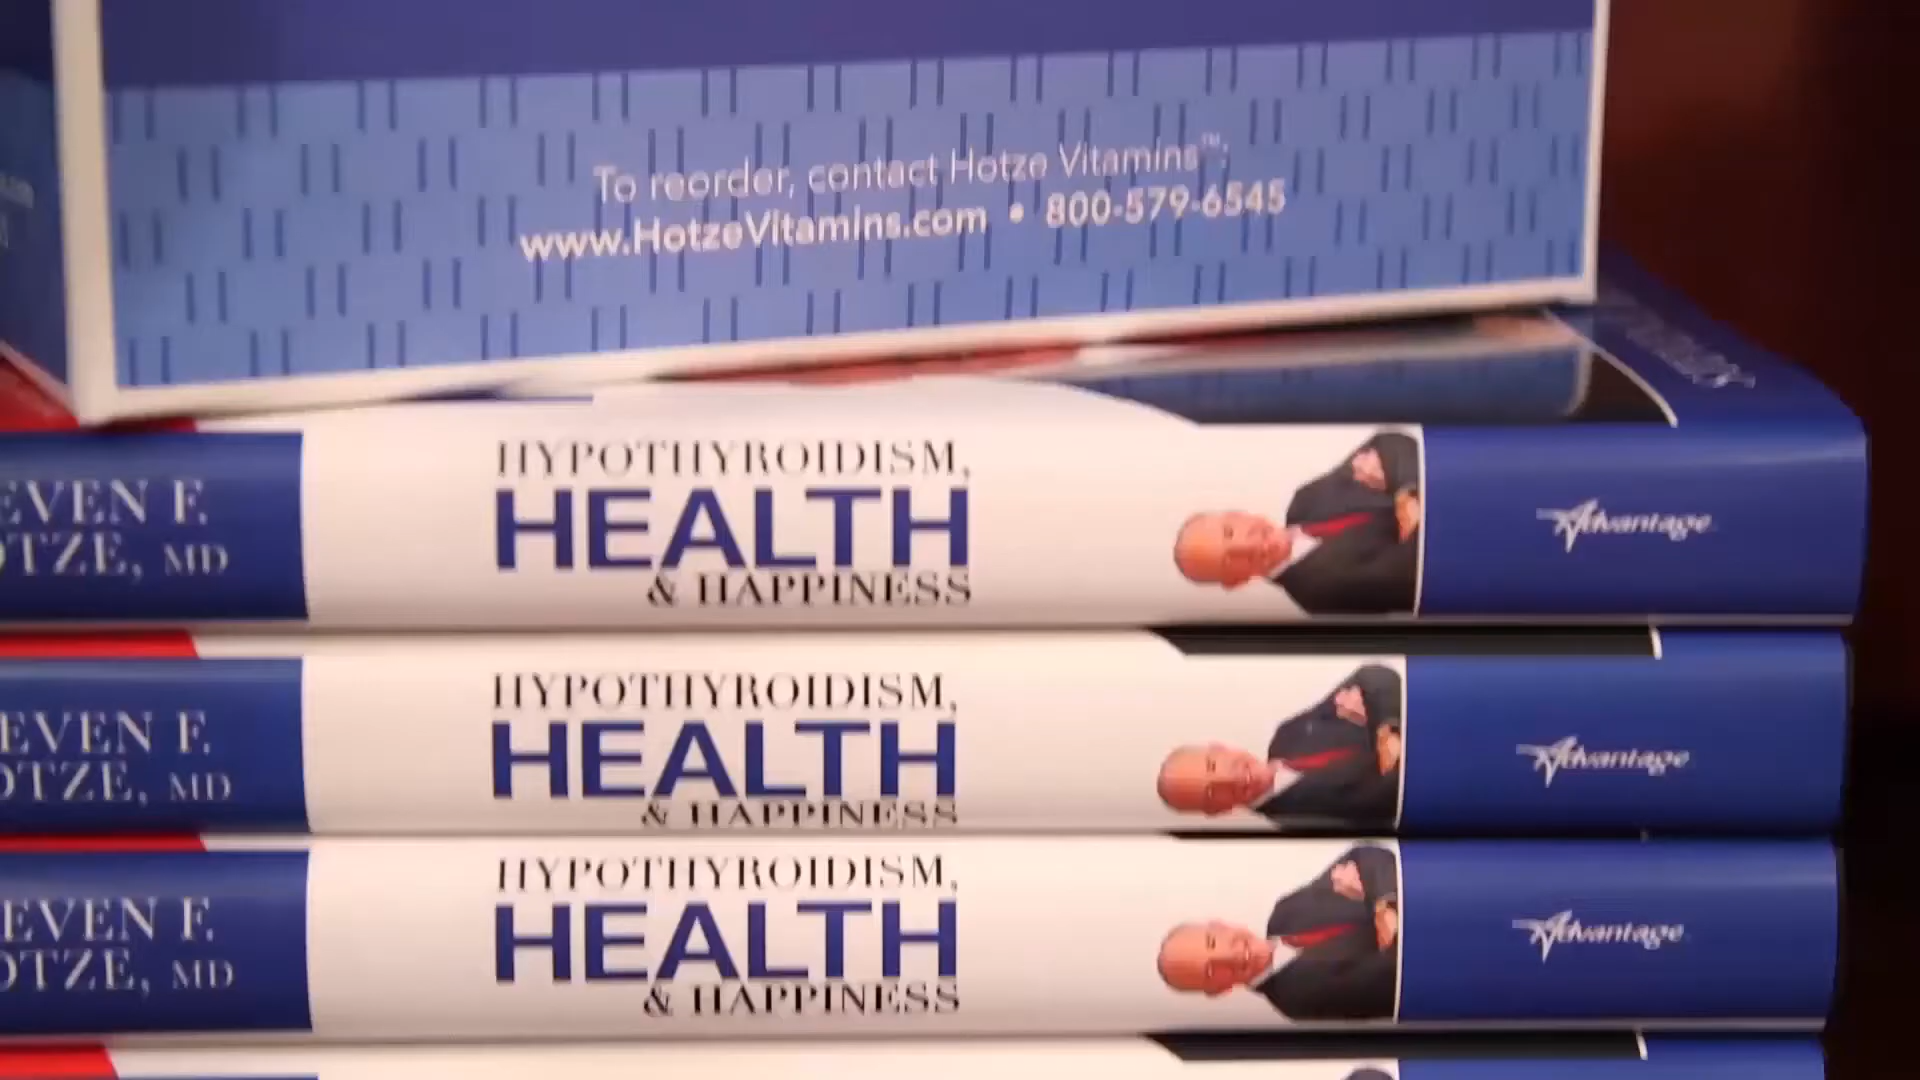 To reorder, contact Hotze Vitamins™:
www.HotzeVitamins.com • 800-579-6545
EVEN F.
OTZE, MD
HYPOTHYROIDISM,
HEALTH
& HAPPINESS
Advantage
EVEN F.
OTZE, MD
HYPOTHYROIDISM,
HEALTH
& HAPPINESS
Advantage
EVEN F.
OTZE, MD
HYPOTHYROIDISM,
HEALTH
& HAPPINESS
Advantage